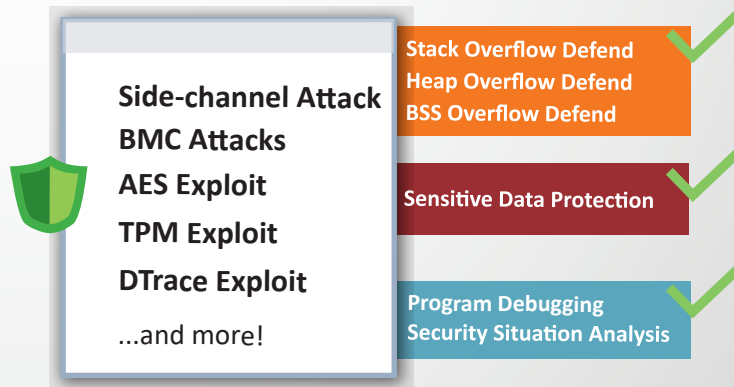 Side-channel Attack
BMC Attacks
AES Exploit
TPM Exploit
DTrace Exploit
...and more!
Stack Overflow Defend
Heap Overflow Defend
BSS Overflow Defend
Sensitive Data Protection
Program Debugging
Security Situation Analysis